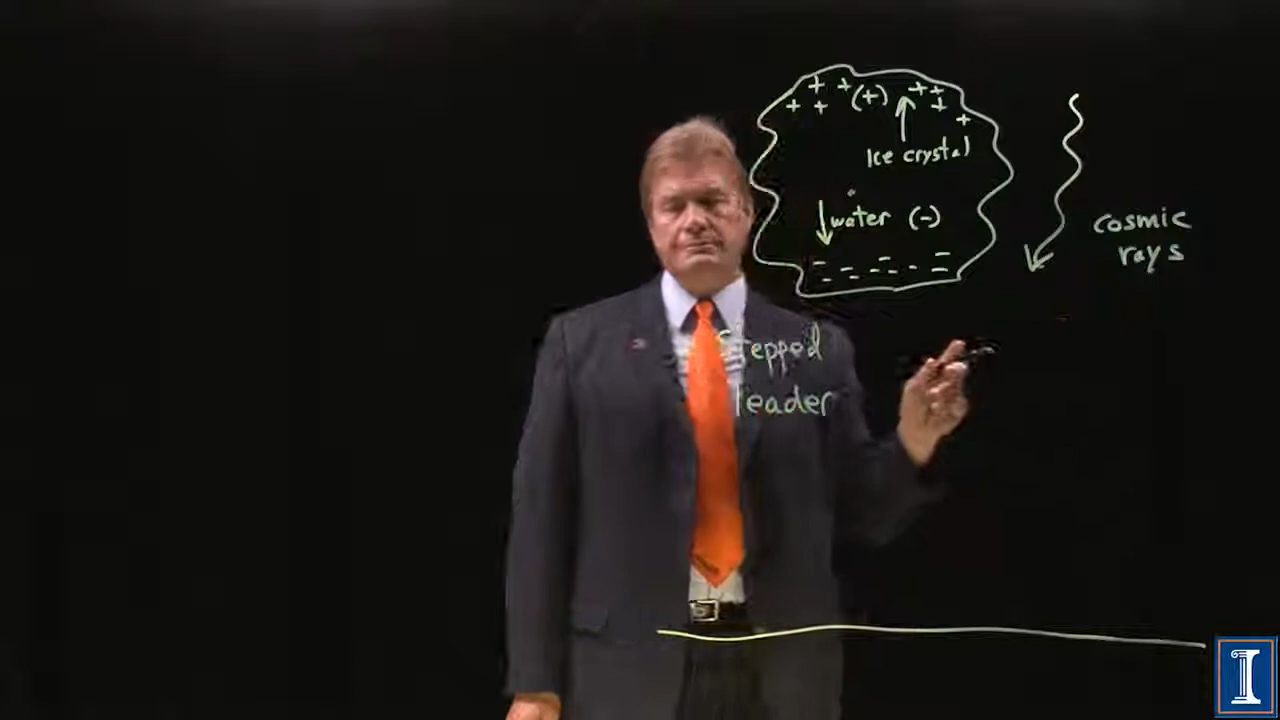 + + (+) + +
+ + + +
Ice crystal
water (-)
cosmic
rays
- - - - - - - - -
stepped
leader
I